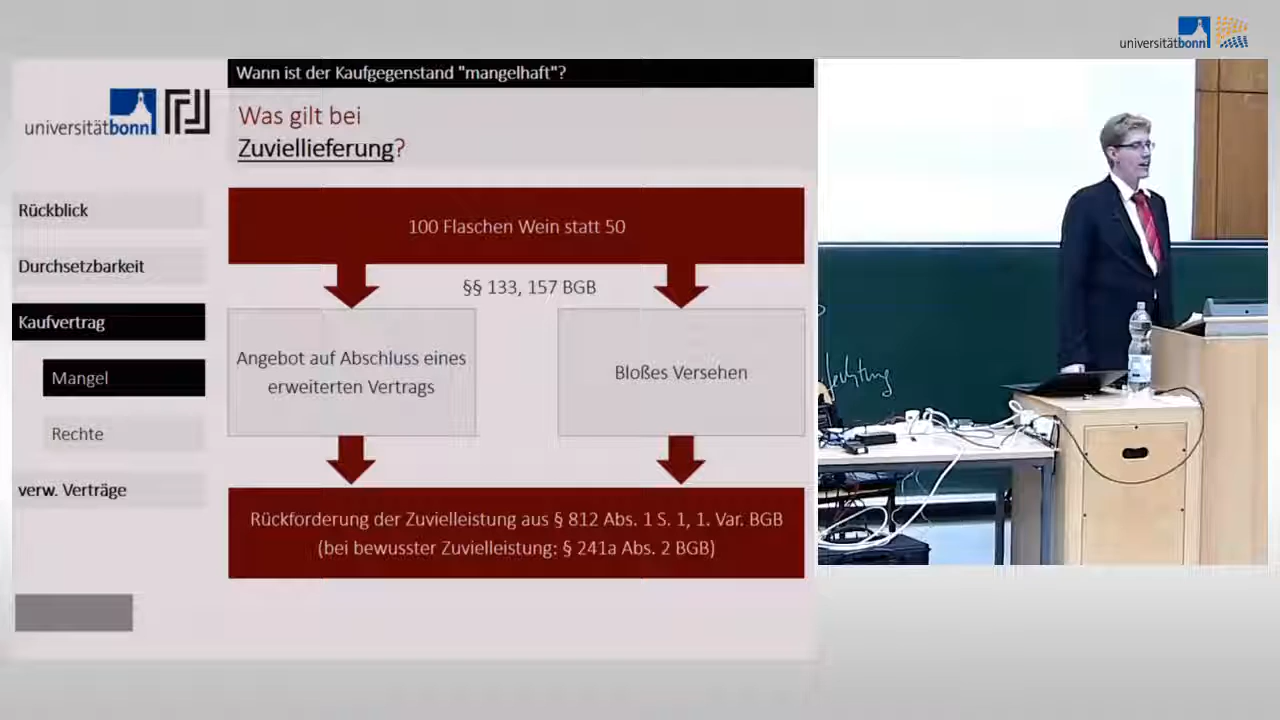 universitätbonn
Wann ist der Kaufgegenstand "mangelhaft"?
universitätbonn
Was gilt bei
Zuviellieferung?
Rückblick
Durchsetzbarkeit
Kaufvertrag
Mangel
Rechte
verw. Verträge
100 Flaschen Wein statt 50
§§ 133, 157 BGB
Angebot auf Abschluss eines
erweiterten Vertrags
Bloßes Versehen
Rückforderung der Zuvielleistung aus § 812 Abs. 1 S. 1, 1. Var. BGB
(bei bewusster Zuvielleistung: § 241a Abs. 2 BGB)